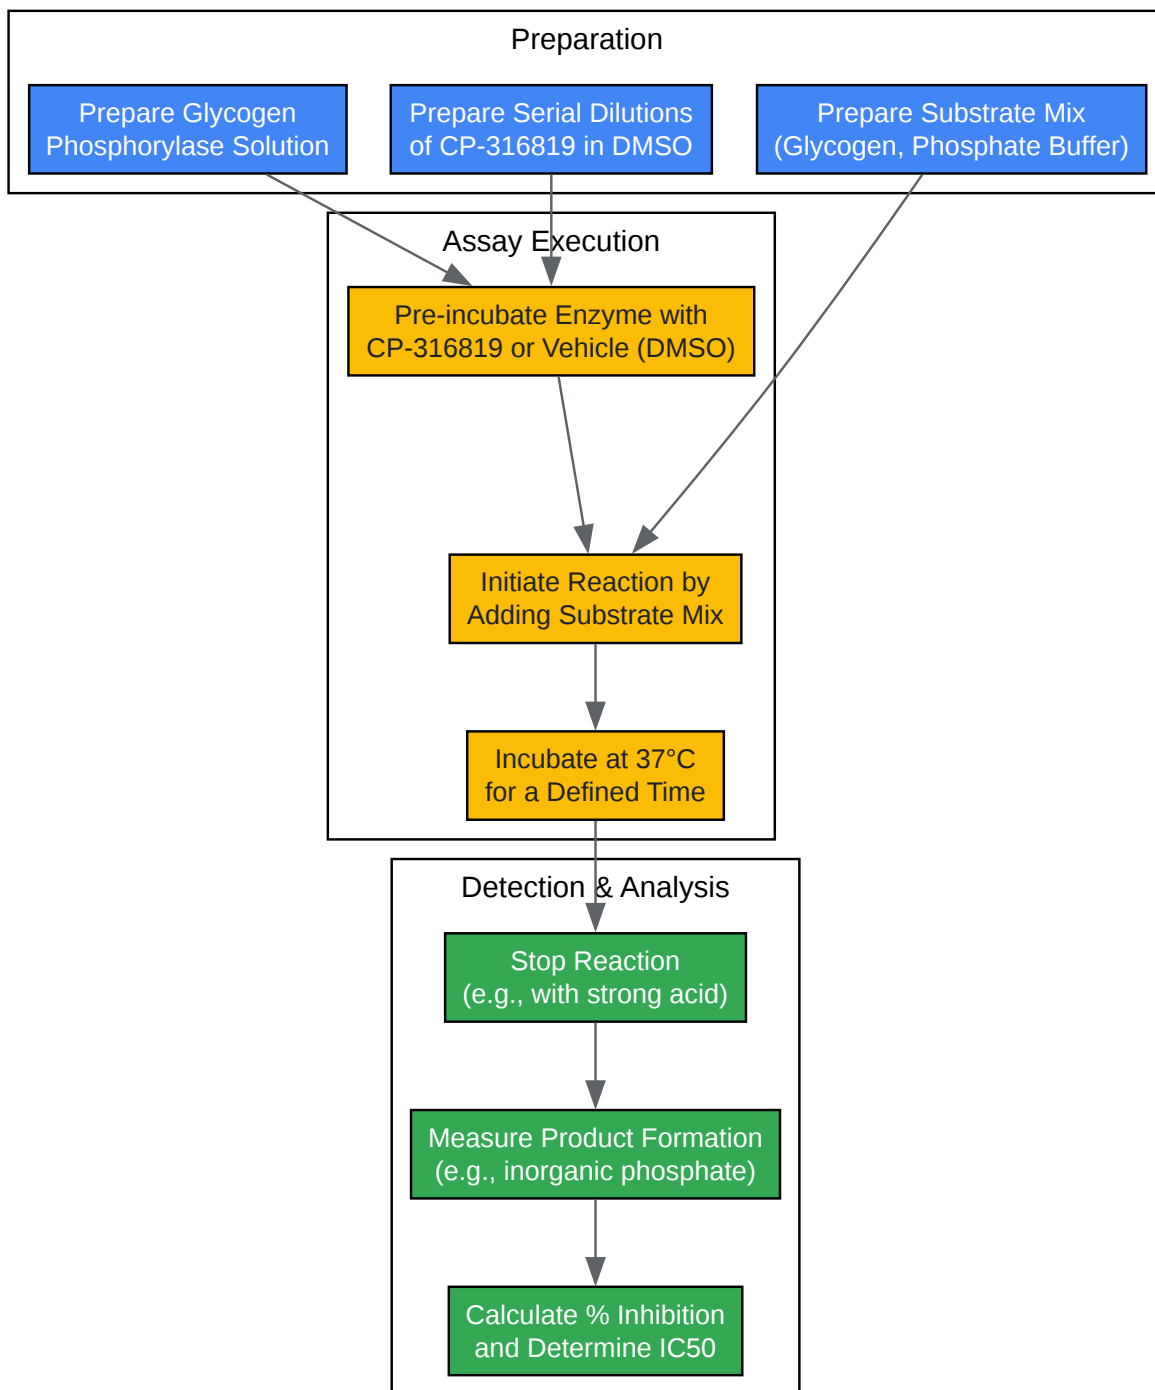 Preparation
Prepare Glycogen
Phosphorylase Solution
Prepare Serial Dilutions
of CP-316819 in DMSO
Prepare Substrate Mix
(Glycogen, Phosphate Buffer)
Assay Execution
Pre-incubate Enzyme with
CP-316819 or Vehicle (DMSO)
Initiate Reaction by
Adding Substrate Mix
Incubate at 37°C
for a Defined Time
Detection & Analysis
Stop Reaction
(e.g., with strong acid)
Measure Product Formation
(e.g., inorganic phosphate)
Calculate % Inhibition
and Determine IC50